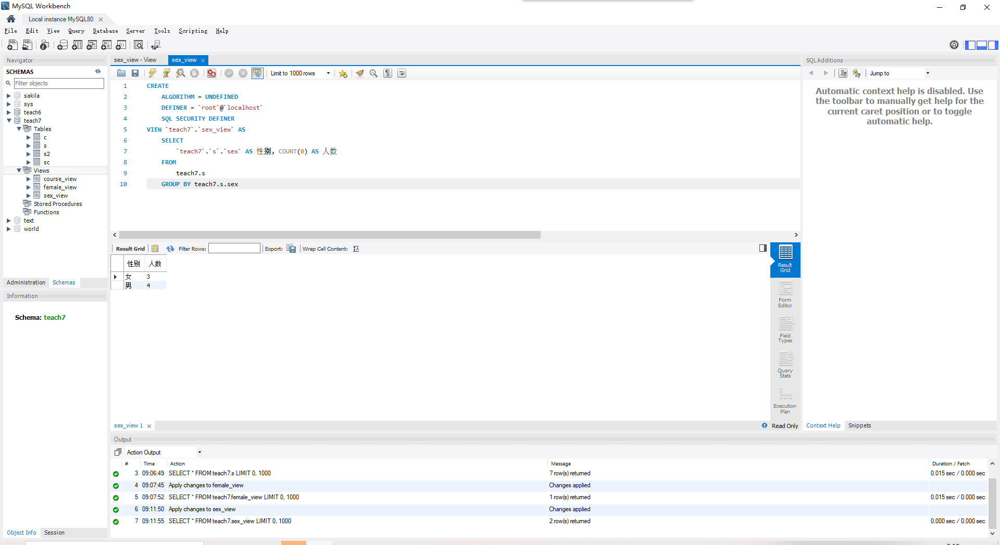 MySQL Workbench
Local instance MySQL80
File Edit View Query Database Server Tools Scripting Help
Navigator
SCHEMAS
Filter objects
sakila
sys
teach6
teach7
Tables
c
s
s2
sc
Views
course_view
female_view
sex_view
Stored Procedures
Functions
text
world
Administration Schemas
Information
Schema: teach7
Object Info Session
sex_view - View sex_view
Limit to 1000 rows
1 CREATE
2 ALGORITHM = UNDEFINED
3 DEFINER = `root`@`localhost`
4 SQL SECURITY DEFINER
5 VIEW `teach7`.`sex_view` AS
6 SELECT
7 `teach7`.`s`.`sex` AS 性别，COUNT(0) AS 人数
8 FROM
9 teach7.s
10 GROUP BY teach7.s.sex
Result Grid Filter Rows: Export: Wrap Cell Content:
性别 人数
女 3
男 4
Result Grid
Form Editor
Field Types
Query Stats
Execution Plan
sex_view 1
Read Only
SQLAdditions
Jump to
Automatic context help is disabled. Use
the toolbar to manually get help for the
current caret position or to toggle
automatic help.
Context Help Snippets
Output
Action Output
# Time Action Message Duration / Fetch
3 09:06:49 SELECT * FROM teach7.s LIMIT 0, 1000 7 row(s) returned 0.015 sec / 0.000 sec
4 09:07:45 Apply changes to female_view Changes applied
5 09:07:52 SELECT * FROM teach7.female_view LIMIT 0, 1000 1 row(s) returned 0.015 sec / 0.000 sec
6 09:11:50 Apply changes to sex_view Changes applied
7 09:11:55 SELECT * FROM teach7.sex_view LIMIT 0, 1000 2 row(s) returned 0.000 sec / 0.000 sec